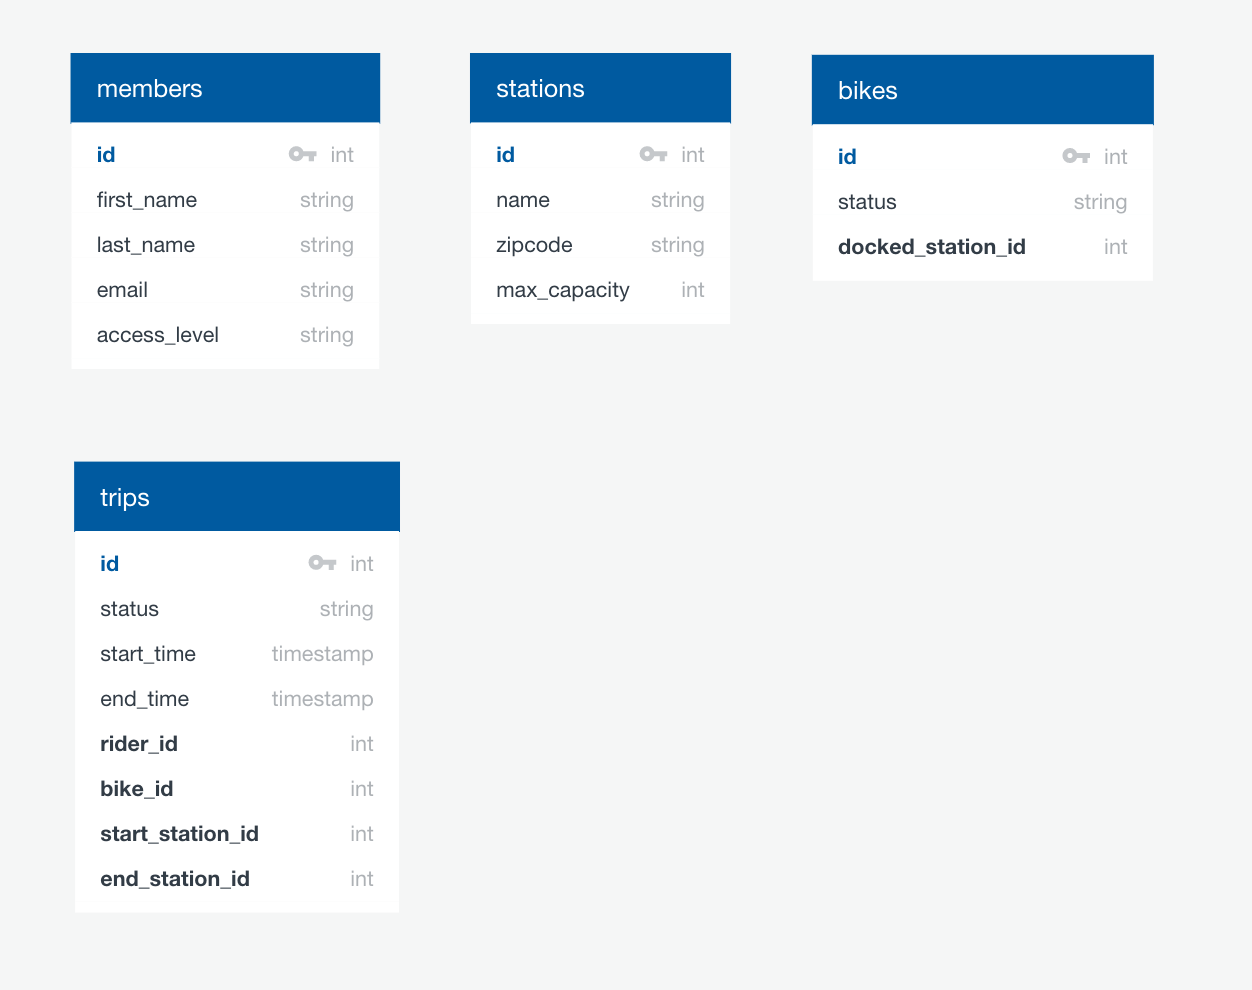 members
id int
first_name string
last_name string
email string
access_level string
stations
id int
name string
zipcode string
max_capacity int
bikes
id int
status string
docked_station_id int
trips
id int
status string
start_time timestamp
end_time timestamp
rider_id int
bike_id int
start_station_id int
end_station_id int